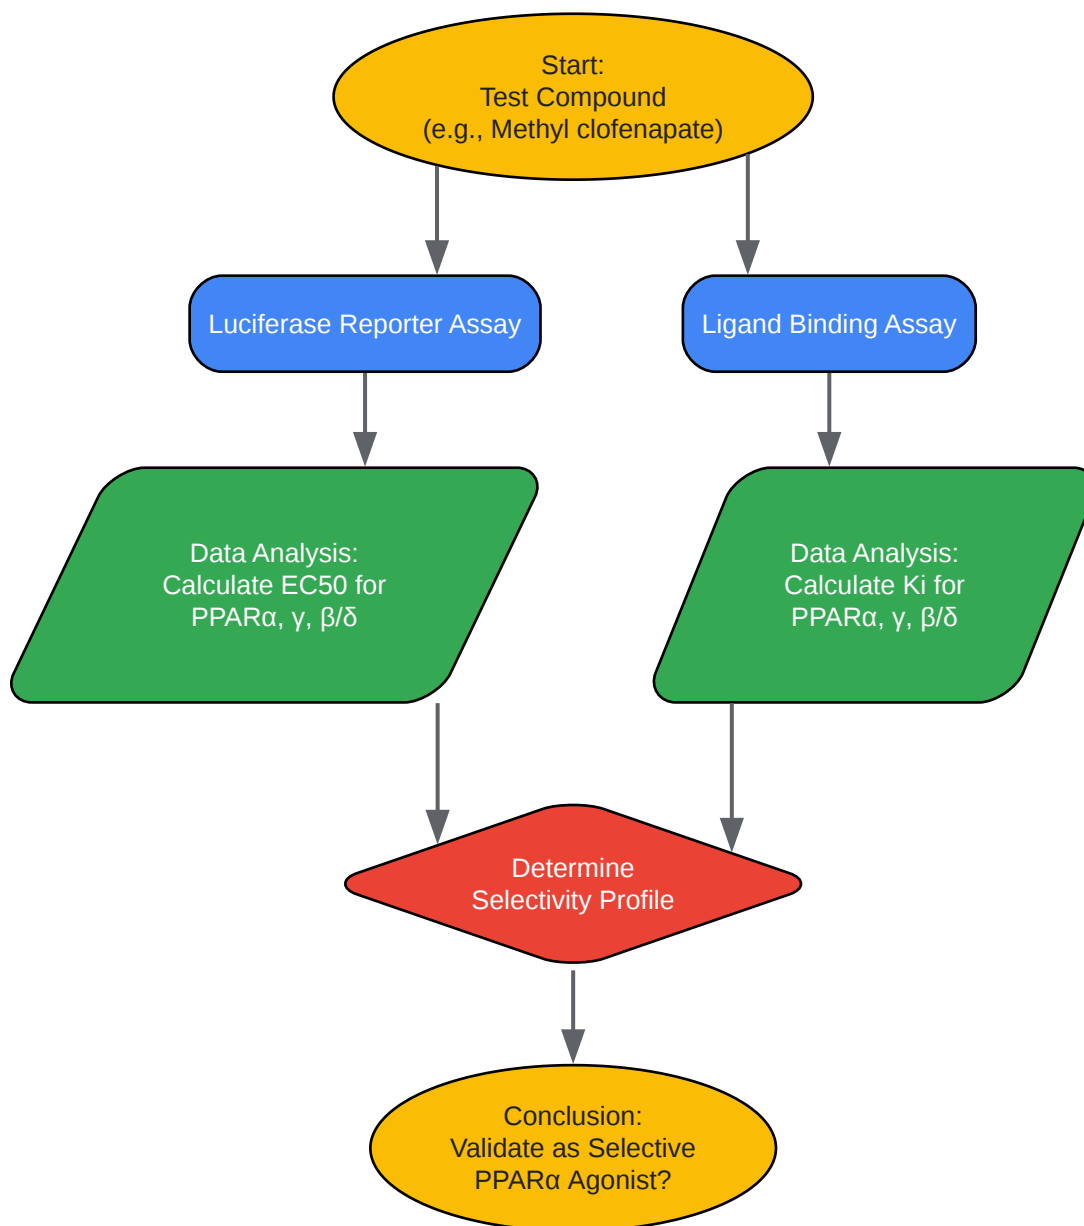 Start:
Test Compound
(e.g., Methyl clofenapate)
Luciferase Reporter Assay
Ligand Binding Assay
Data Analysis:
Calculate EC50 for
PPARα, γ, β/δ
Data Analysis:
Calculate Ki for
PPARα, γ, β/δ
Determine
Selectivity Profile
Conclusion:
Validate as Selective
PPARα Agonist?